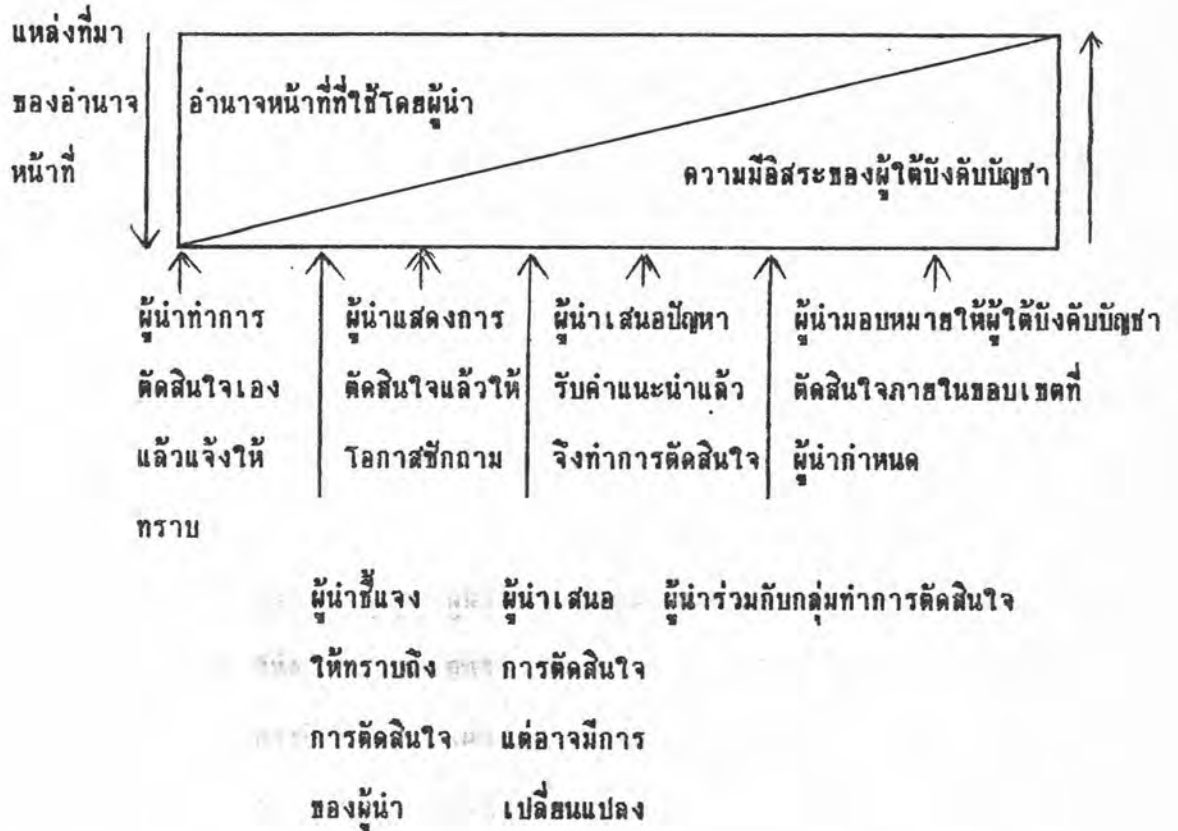 แหล่งที่มา
ของอำนาจ
หน้าที่
อำนาจหน้าที่ที่ใช้โดยผู้นำ
ความมีอิสระของผู้ใต้บังคับบัญชา
ผู้นำทำการ
ตัดสินใจเอง
แล้วแจ้งให้
ทราบ
ผู้นำแสดงการ
ตัดสินใจแล้วให้
โอกาสซักถาม
ผู้นำเสนอปัญหา
รับคำแนะนำแล้ว
จึงทำการตัดสินใจ
ผู้นำมอบหมายให้ผู้ใต้บังคับบัญชา
ตัดสินใจภายในขอบเขตที่
ผู้นำกำหนด
ผู้นำชี้แจง
ให้ทราบถึง
การตัดสินใจ
ของผู้นำ
ผู้นำเสนอ
การตัดสินใจ
แต่อาจมีการ
เปลี่ยนแปลง
ผู้นำร่วมกับกลุ่มทำการตัดสินใจ